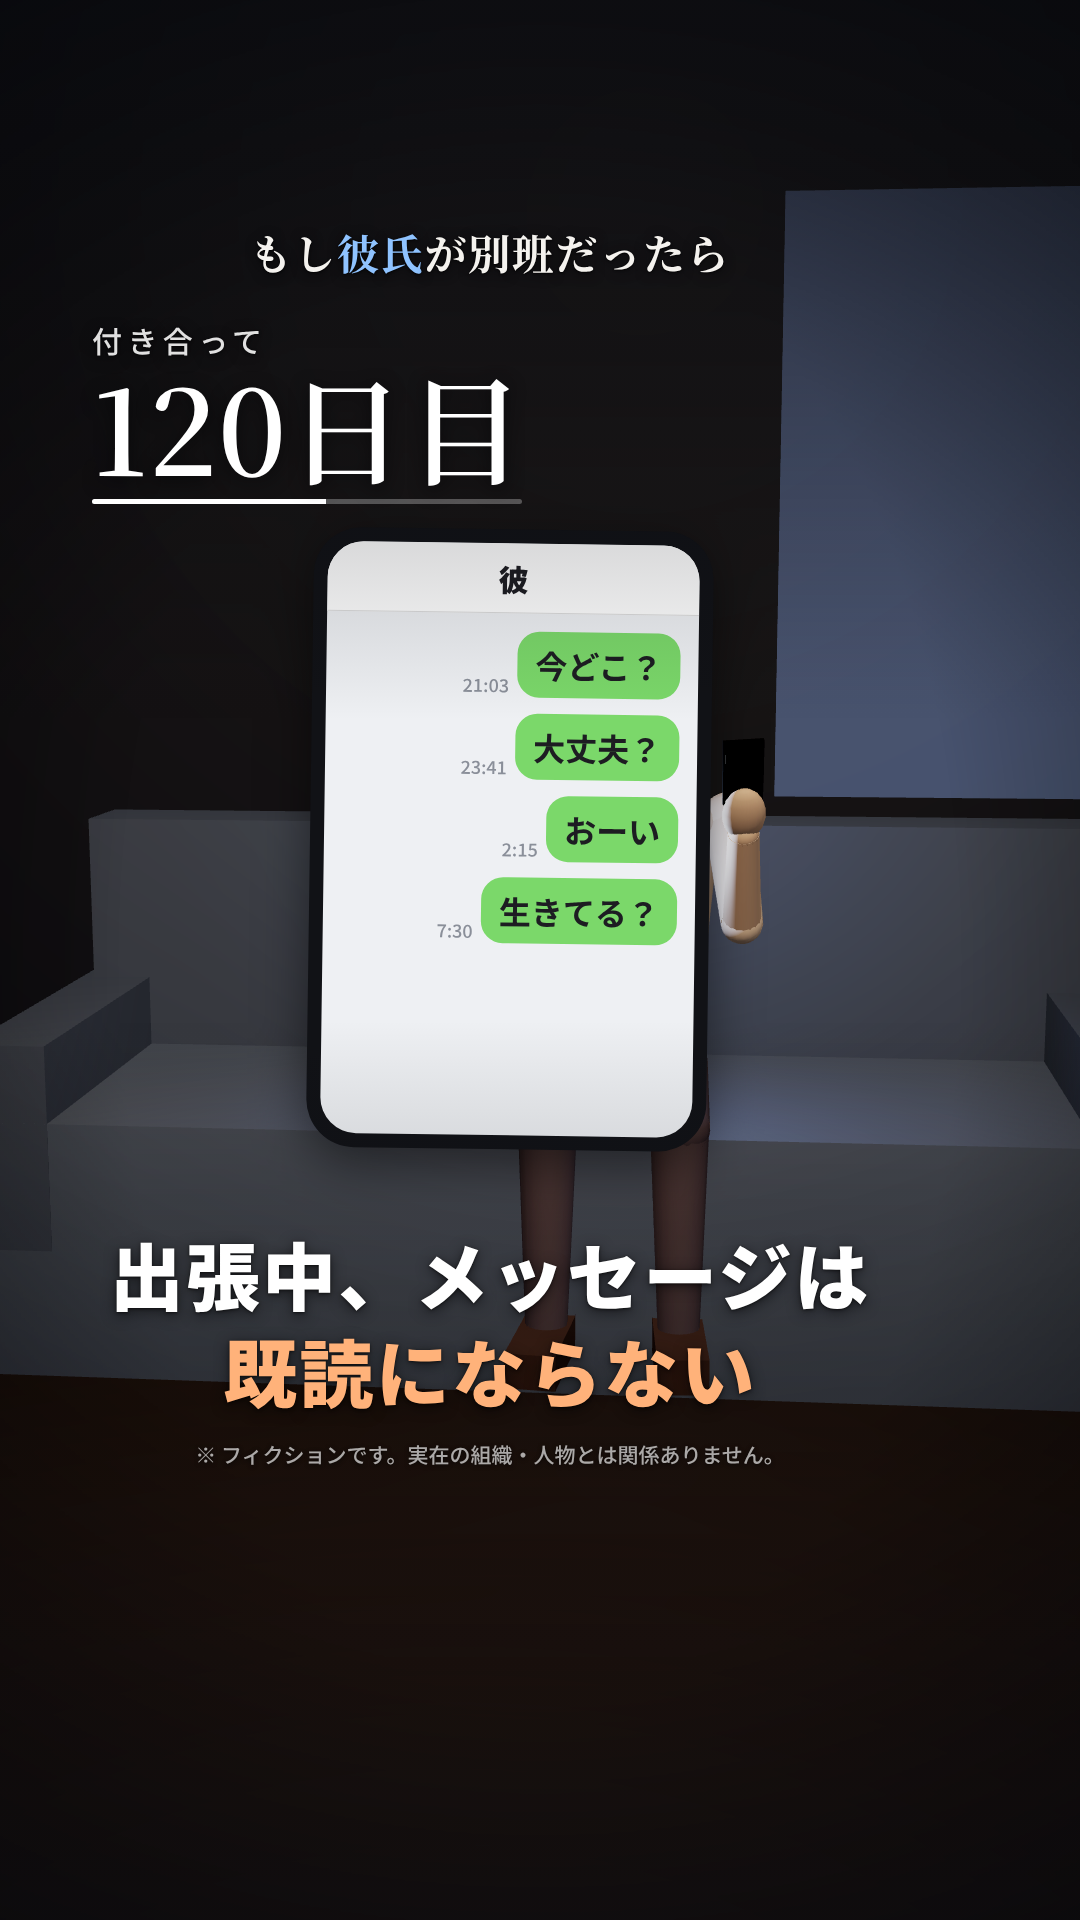 もし彼氏が別班だったら
付き合って
120日目
彼
今どこ？
21:03
大丈夫？
23:41
おーい
2:15
生きてる？
7:30
出張中、メッセージは
既読にならない
※ フィクションです。実在の組織・人物とは関係ありません。